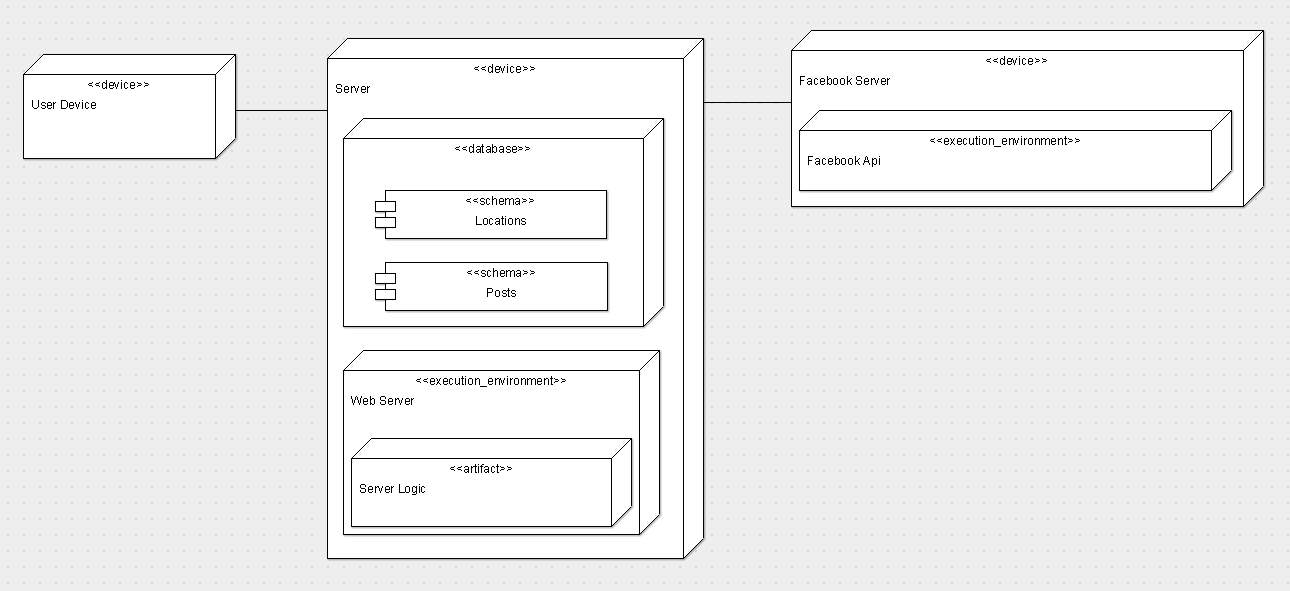 <<device>>
User Device
<<device>>
Server
<<database>>
<<schema>>
Locations
<<schema>>
Posts
<<execution_environment>>
Web Server
<<artifact>>
Server Logic
<<device>>
Facebook Server
<<execution_environment>>
Facebook Api